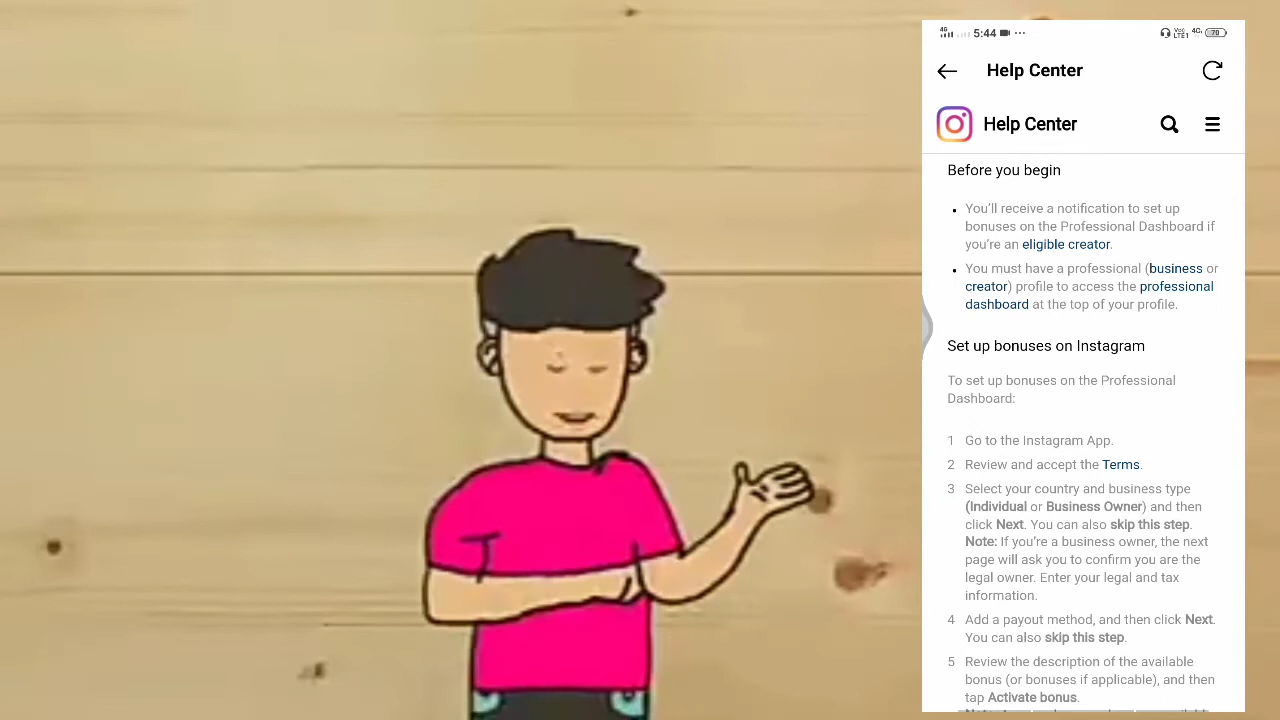 4G 5:44 ··· VoLTE1 4G 70
Help Center
Help Center
Before you begin
• You'll receive a notification to set up
bonuses on the Professional Dashboard if
you're an eligible creator.
• You must have a professional (business or
creator) profile to access the professional
dashboard at the top of your profile.
Set up bonuses on Instagram
To set up bonuses on the Professional
Dashboard:
1 Go to the Instagram App.
2 Review and accept the Terms.
3 Select your country and business type
(Individual or Business Owner) and then
click Next. You can also skip this step.
Note: If you're a business owner, the next
page will ask you to confirm you are the
legal owner. Enter your legal and tax
information.
4 Add a payout method, and then click Next.
You can also skip this step.
5 Review the description of the available
bonus (or bonuses if applicable), and then
tap Activate bonus.